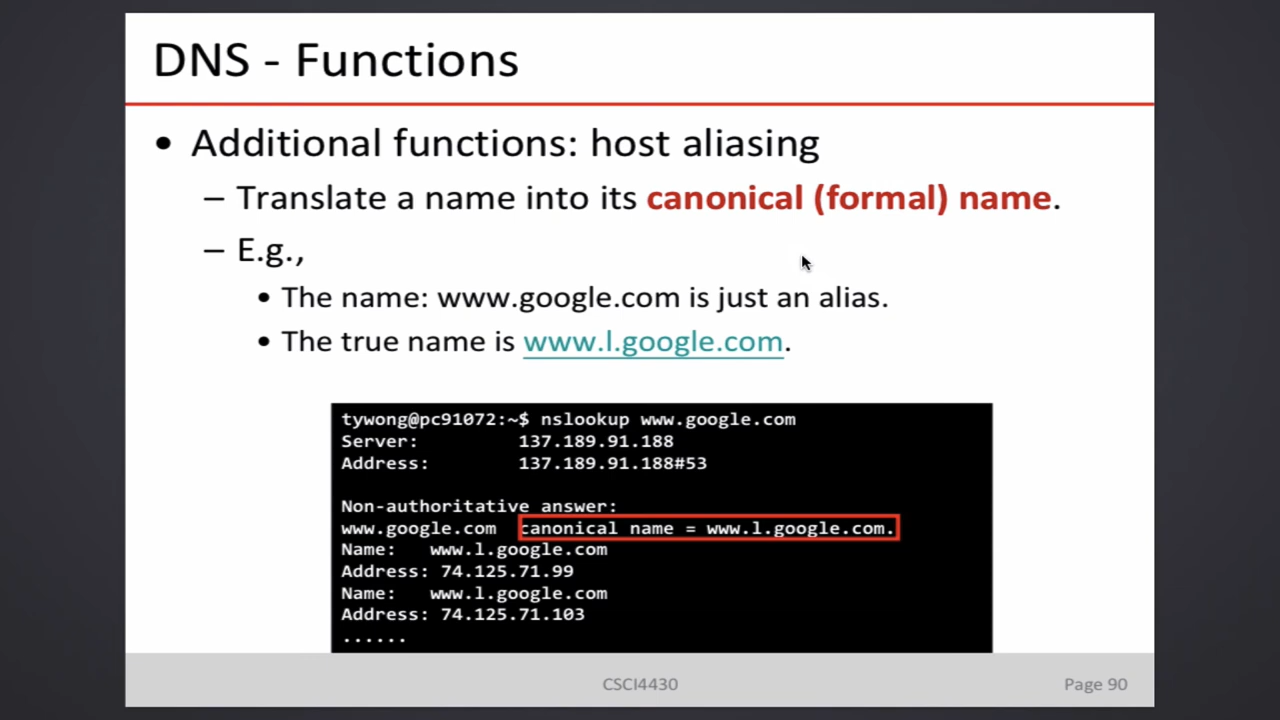 DNS - Functions
• Additional functions: host aliasing
– Translate a name into its canonical (formal) name.
– E.g.,
• The name: www.google.com is just an alias.
• The true name is www.l.google.com.
tywong@pc91072:~$ nslookup www.google.com
Server: 137.189.91.188
Address: 137.189.91.188#53
Non-authoritative answer:
www.google.com canonical name = www.l.google.com.
Name: www.l.google.com
Address: 74.125.71.99
Name: www.l.google.com
Address: 74.125.71.103
......
CSCI4430
Page 90